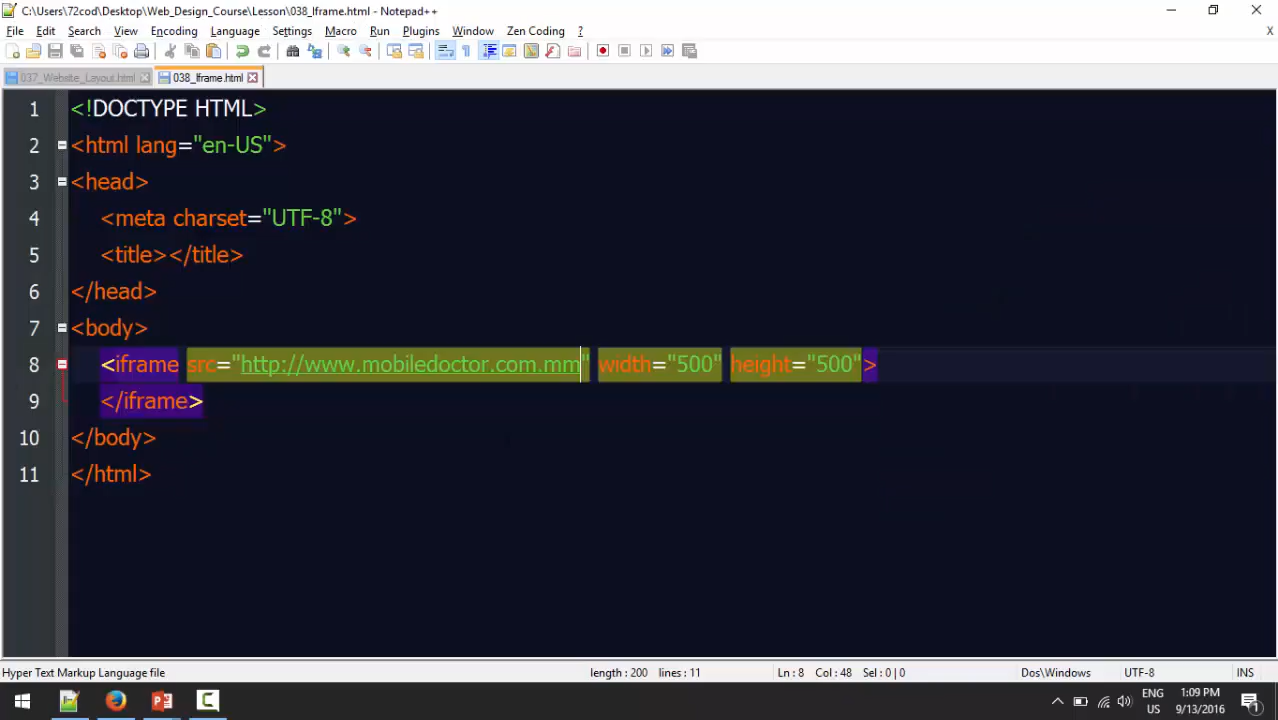 C:\Users\72cod\Desktop\Web_Design_Course\Lesson\038_Iframe.html - Notepad++
File Edit Search View Encoding Language Settings Macro Run Plugins Window Zen Coding ? X
037_Website_Layout.html 038_Iframe.html
1 <!DOCTYPE HTML>
2 <html lang="en-US">
3 <head>
4 <meta charset="UTF-8">
5 <title></title>
6 </head>
7 <body>
8 <iframe src="http://www.mobiledoctor.com.mm" width="500" height="500">
9 </iframe>
10 </body>
11 </html>
Hyper Text Markup Language file length : 200 lines : 11 Ln : 8 Col : 48 Sel : 0 | 0 Dos\Windows UTF-8 INS
ENG 1:09 PM
US 9/13/2016 1